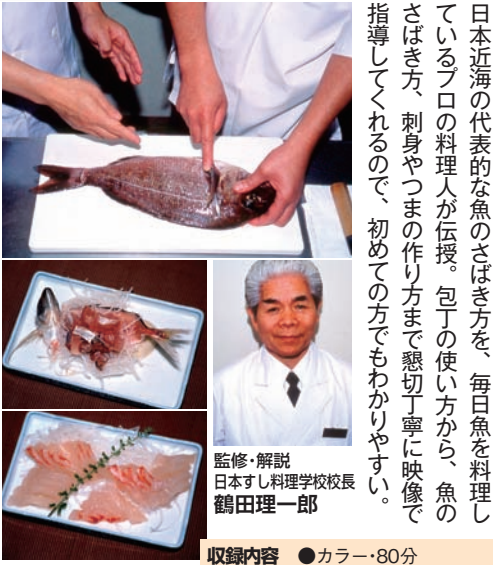 日本近海の代表的な魚のさばき方を、毎日魚を料理し
ているプロの料理人が伝授。包丁の使い方から、魚の
さばき方、刺身やつまの作り方まで懇切丁寧に映像で
指導してくれるので、初めての方でもわかりやすい。
監修・解説
日本すし料理学校校長
鶴田理一郎
収録内容 ●カラー・80分